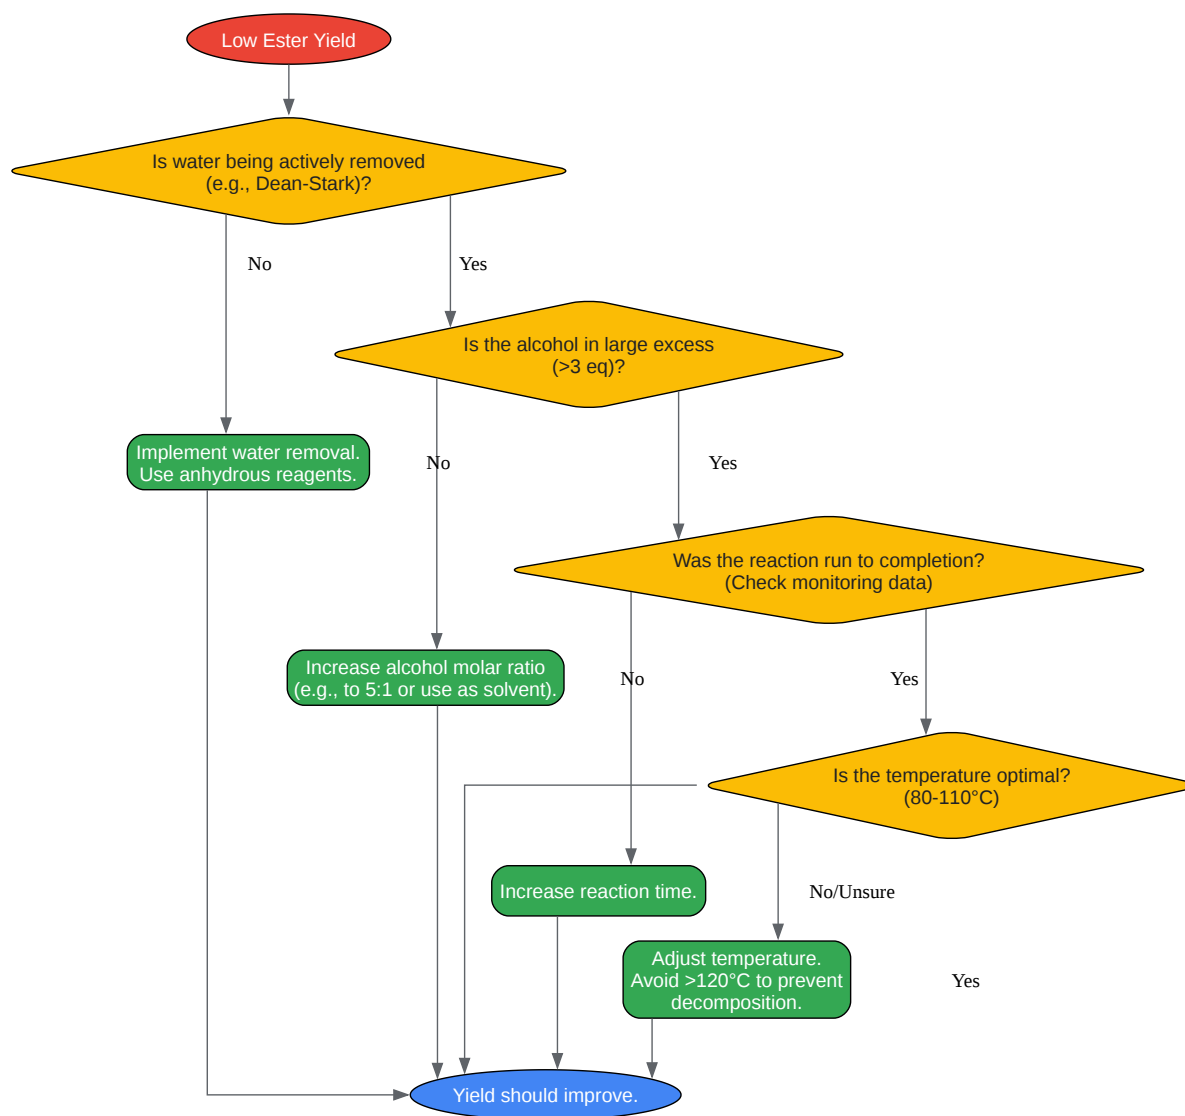 Low Ester Yield
Is water being actively removed
(e.g., Dean-Stark)?
No
Yes
Is the alcohol in large excess
(>3 eq)?
Implement water removal.
Use anhydrous reagents.
No
Yes
Was the reaction run to completion?
(Check monitoring data)
Increase alcohol molar ratio
(e.g., to 5:1 or use as solvent).
No
Yes
Is the temperature optimal?
(80-110°C)
Increase reaction time.
No/Unsure
Adjust temperature.
Avoid >120°C to prevent
decomposition.
Yes
Yield should improve.